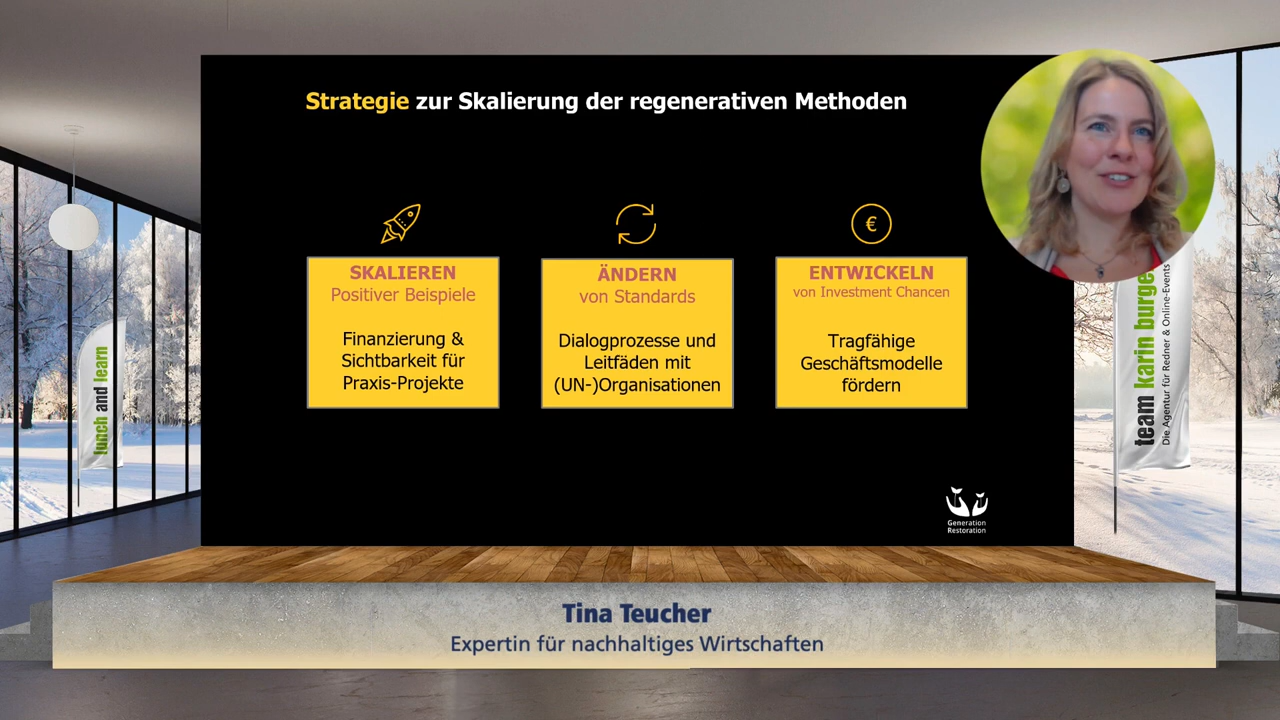 Strategie zur Skalierung der regenerativen Methoden
SKALIEREN
Positiver Beispiele
Finanzierung &
Sichtbarkeit für
Praxis-Projekte
ÄNDERN
von Standards
Dialogprozesse und
Leitfäden mit
(UN-)Organisationen
€
ENTWICKELN
von Investment Chancen
Tragfähige
Geschäftsmodelle
fördern
Generation
Restoration
lunch and learn
team karin burge
Die Agentur für Redner & Online-Events
Tina Teucher
Expertin für nachhaltiges Wirtschaften